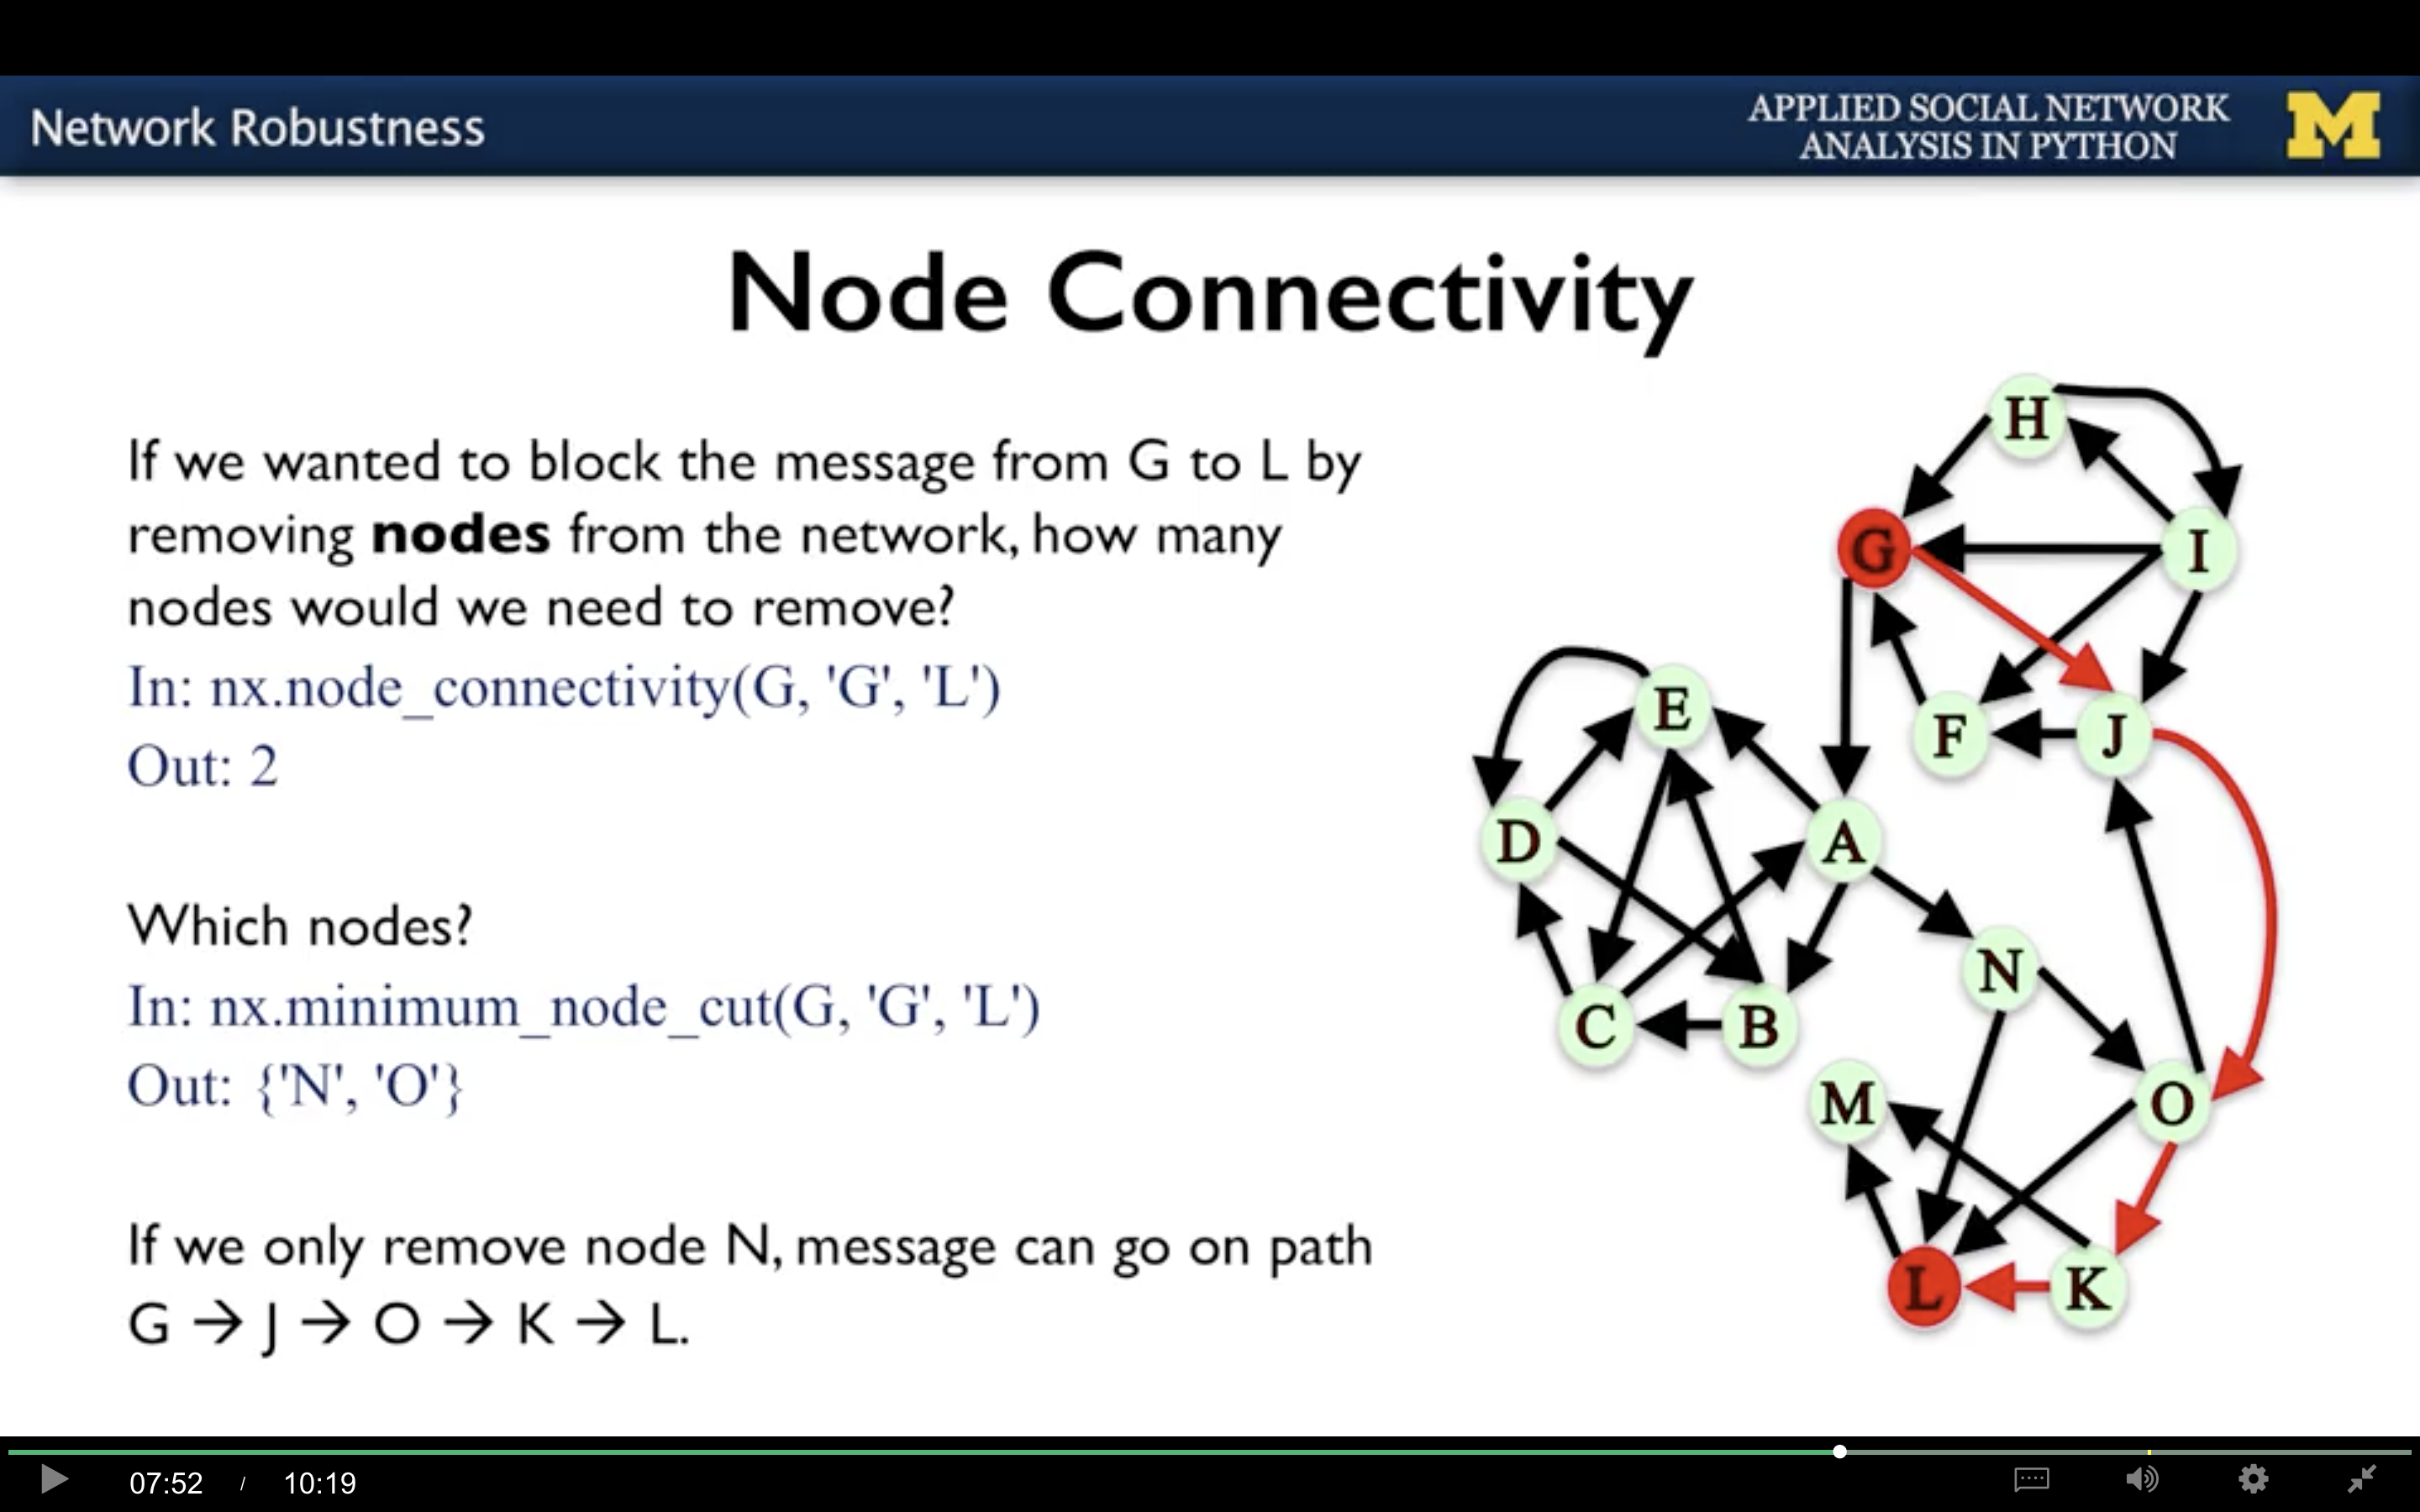 Network Robustness
APPLIED SOCIAL NETWORK
ANALYSIS IN PYTHON
M
Node Connectivity
If we wanted to block the message from G to L by
removing nodes from the network, how many
nodes would we need to remove?
In: nx.node_connectivity(G, 'G', 'L')
Out: 2
Which nodes?
In: nx.minimum_node_cut(G, 'G', 'L')
Out: {'N', 'O'}
If we only remove node N, message can go on path
G → J → O → K → L.
H
G
I
E
F
J
D
A
N
C
B
M
O
L
K
07:52 / 10:19